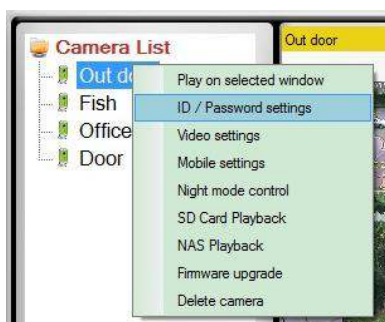 Camera List
Out door
Out d
Fish
Office
Door
Play on selected window
ID / Password settings
Video settings
Mobile settings
Night mode control
SD Card Playback
NAS Playback
Firmware upgrade
Delete camera